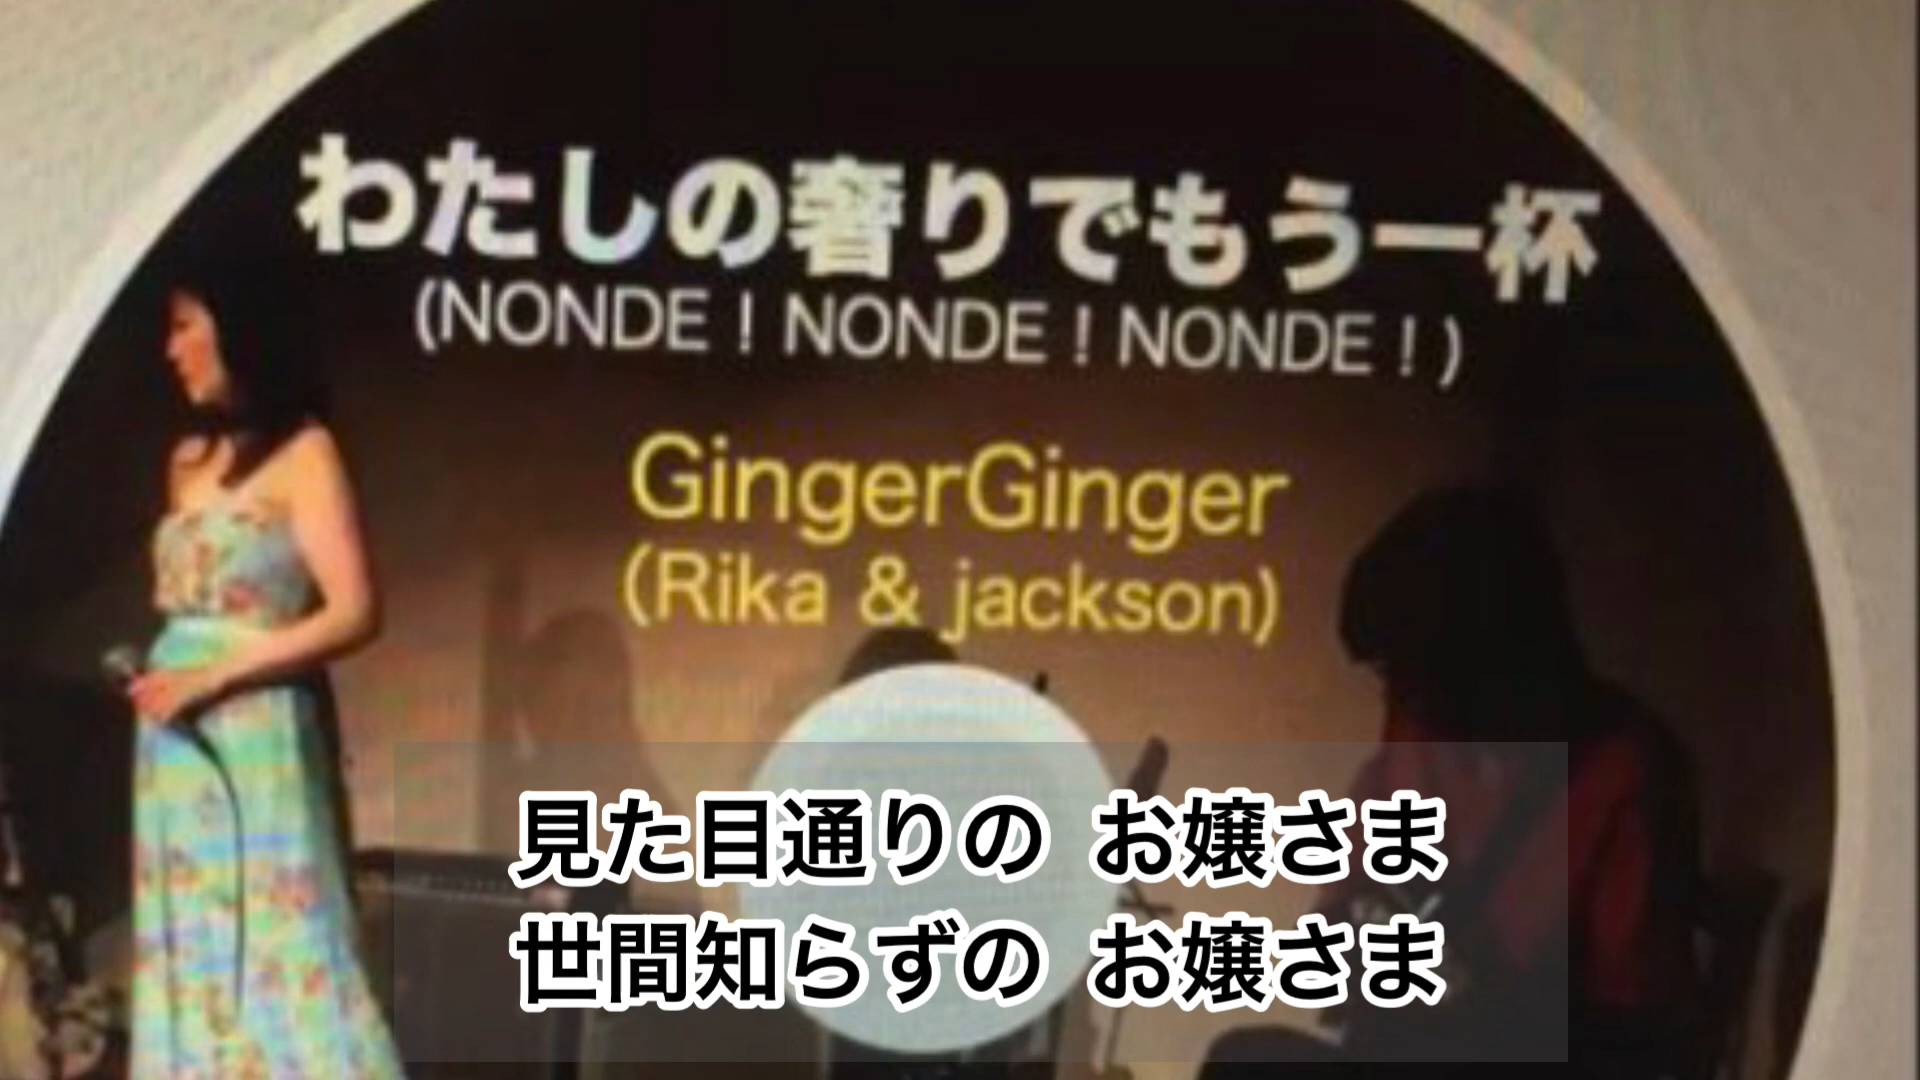 わたしの奢りでもう一杯
(NONDE！NONDE！NONDE！)
GingerGinger
(Rika & jackson)
見た目通りの お嬢さま
世間知らずの お嬢さま